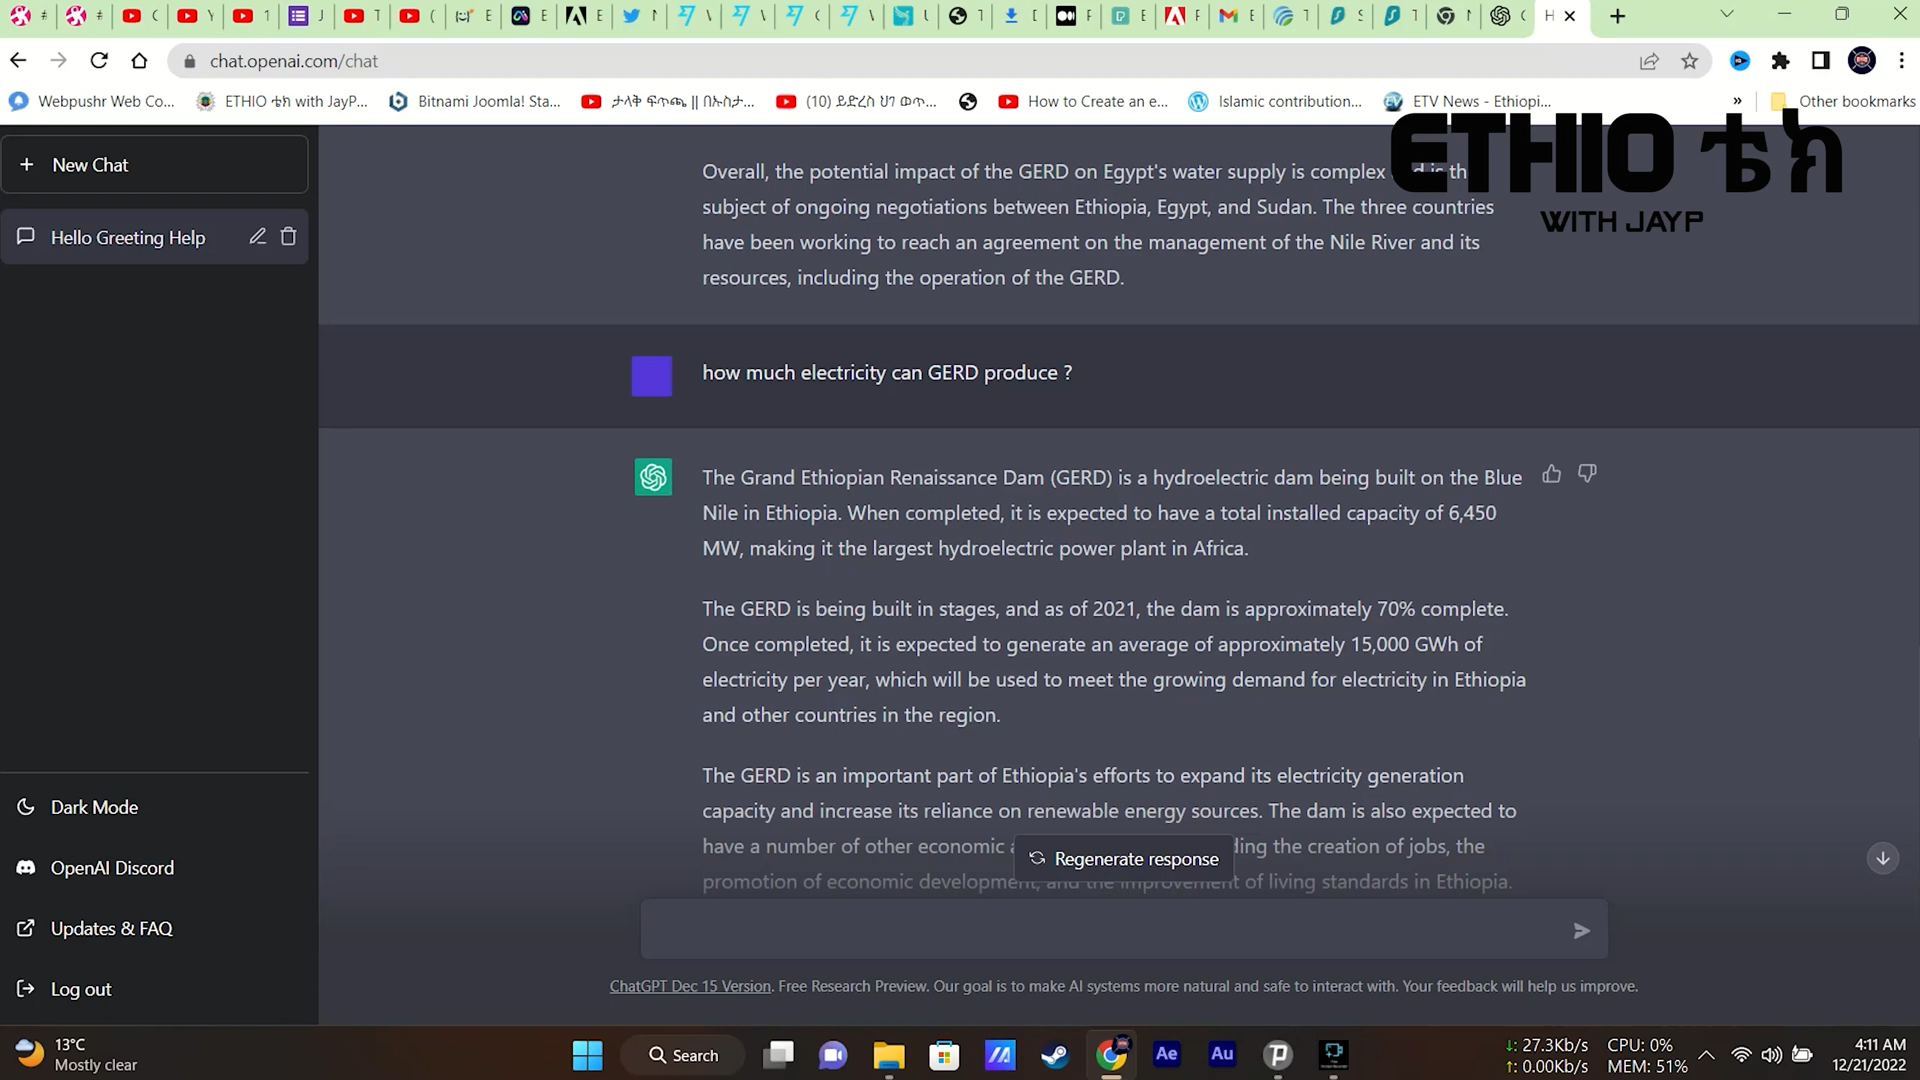 chat.openai.com/chat
Webpushr Web Co...
ETHIO ቴክ with JayP...
Bitnami Joomla! Sta...
ታላቅ ፍጥጫ || በኡስታ...
(10) ይድረስ ህገ ወጥ...
How to Create an e...
Islamic contribution...
ETV News - Ethiopi...
»
Other bookmarks
ETHIO ቴክ
WITH JAYP
+ New Chat
Hello Greeting Help
Overall, the potential impact of the GERD on Egypt's water supply is complex
subject of ongoing negotiations between Ethiopia, Egypt, and Sudan. The three countries
have been working to reach an agreement on the management of the Nile River and its
resources, including the operation of the GERD.
how much electricity can GERD produce ?
The Grand Ethiopian Renaissance Dam (GERD) is a hydroelectric dam being built on the Blue
Nile in Ethiopia. When completed, it is expected to have a total installed capacity of 6,450
MW, making it the largest hydroelectric power plant in Africa.
The GERD is being built in stages, and as of 2021, the dam is approximately 70% complete.
Once completed, it is expected to generate an average of approximately 15,000 GWh of
electricity per year, which will be used to meet the growing demand for electricity in Ethiopia
and other countries in the region.
The GERD is an important part of Ethiopia's efforts to expand its electricity generation
capacity and increase its reliance on renewable energy sources. The dam is also expected to
have a number of other economic the creation of jobs, the
promotion of economic development, and the improvement of living standards in Ethiopia.
Regenerate response
Dark Mode
OpenAI Discord
Updates & FAQ
Log out
ChatGPT Dec 15 Version. Free Research Preview. Our goal is to make AI systems more natural and safe to interact with. Your feedback will help us improve.
13°C
Mostly clear
Search
Ae
Au
↓: 27.3Kb/s
↑: 0.00Kb/s
CPU: 0%
MEM: 51%
4:11 AM
12/21/2022